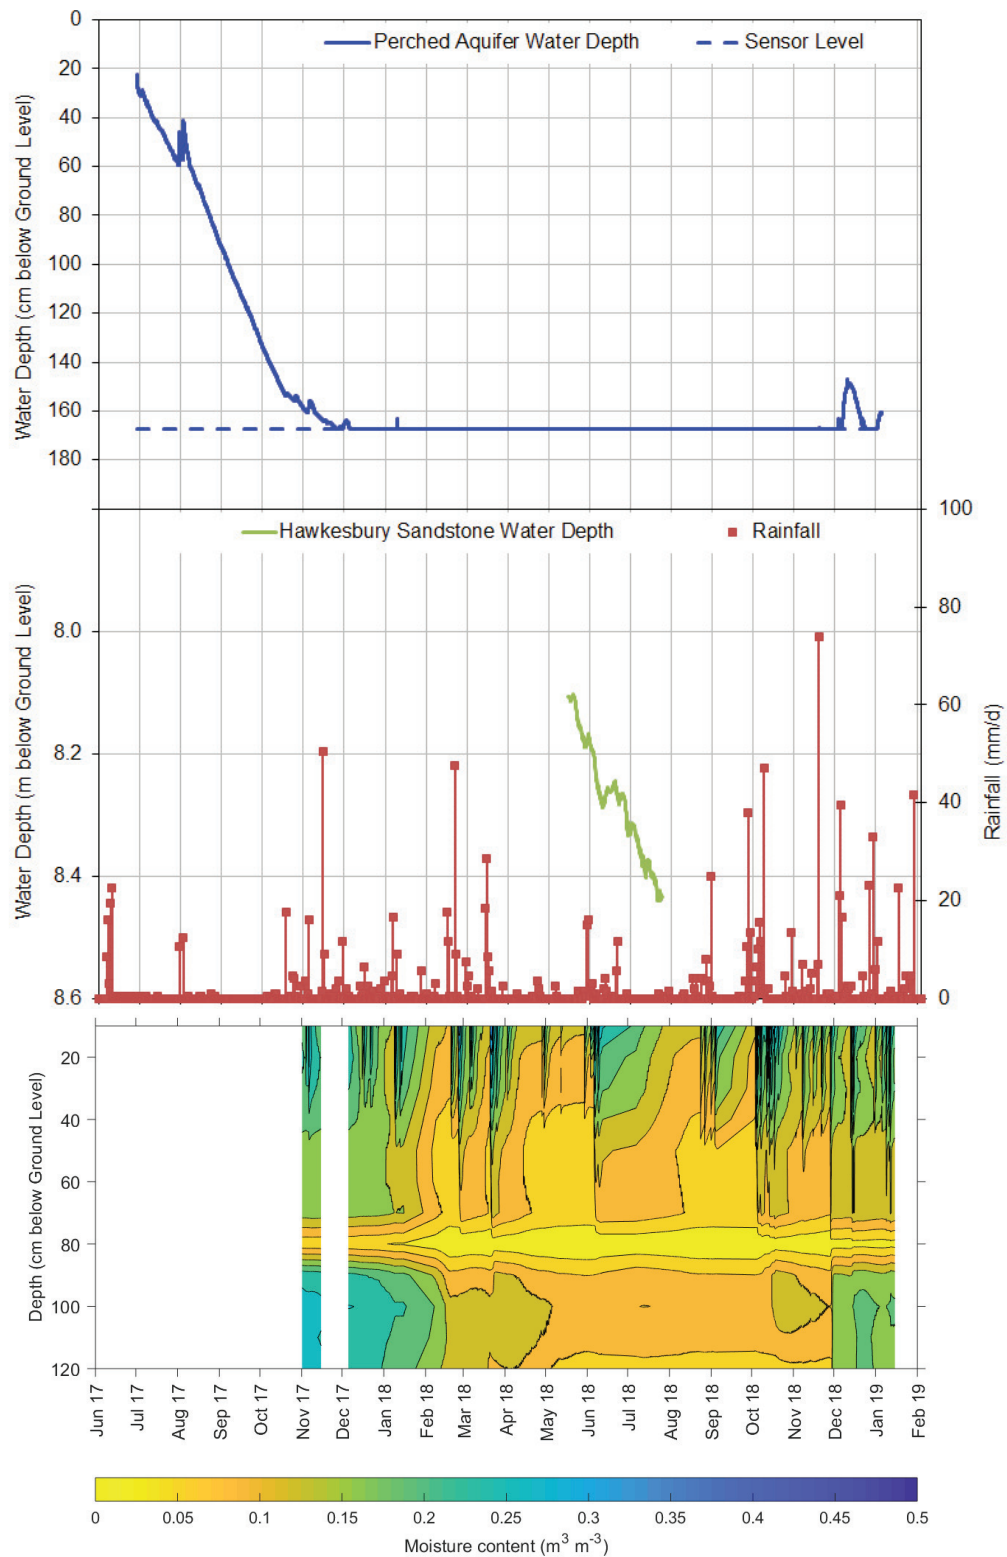 Perched Aquifer Water Depth Sensor Level
Water Depth (cm below Ground Level)
0
20
40
60
80
100
120
140
160
180
Hawkesbury Sandstone Water Depth Rainfall
Water Depth (m below Ground Level)
8.0
8.2
8.4
8.6
100
80
60
40
20
0
Rainfall (mm/d)
Depth (cm below Ground Level)
20
40
60
80
100
120
Jun 17 Jul 17 Aug 17 Sep 17 Oct 17 Nov 17 Dec 17 Jan 18 Feb 18 Mar 18 Apr 18 May 18 Jun 18 Jul 18 Aug 18 Sep 18 Oct 18 Nov 18 Dec 18 Jan 19 Feb 19
0 0.05 0.1 0.15 0.2 0.25 0.3 0.35 0.4 0.45 0.5
Moisture content (m³ m⁻³)